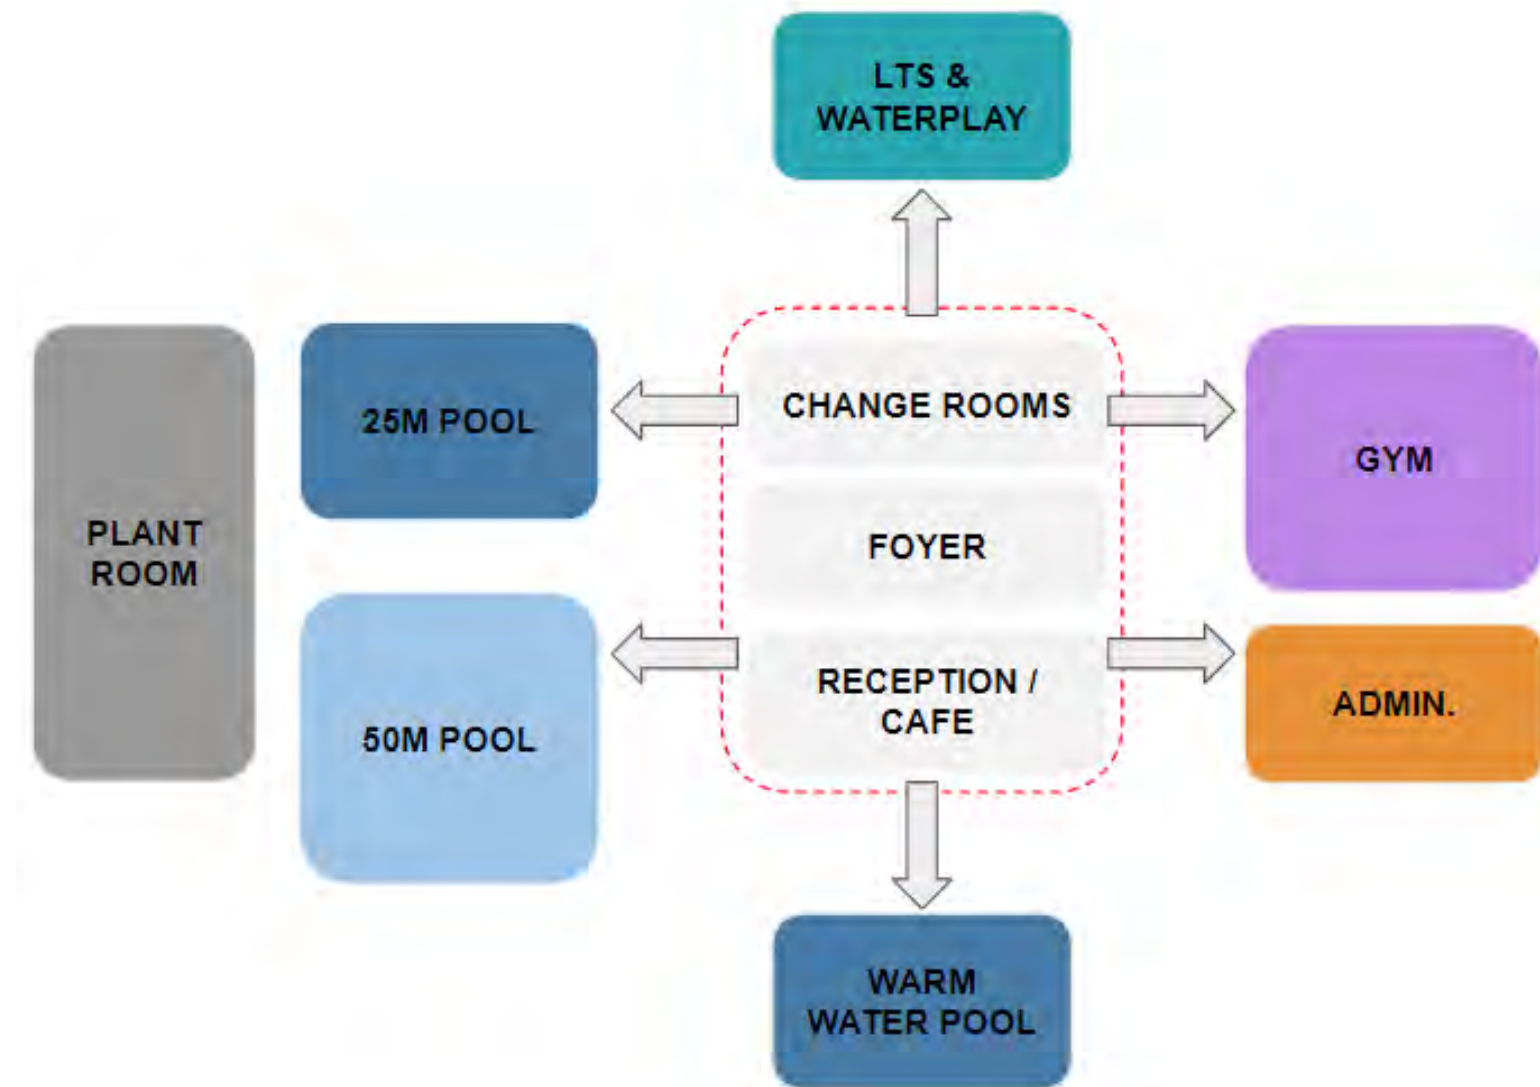 LTS &
WATERPLAY
CHANGE ROOMS
25M POOL
GYM
PLANT
ROOM
FOYER
RECEPTION /
CAFE
50M POOL
ADMIN.
WARM
WATER POOL